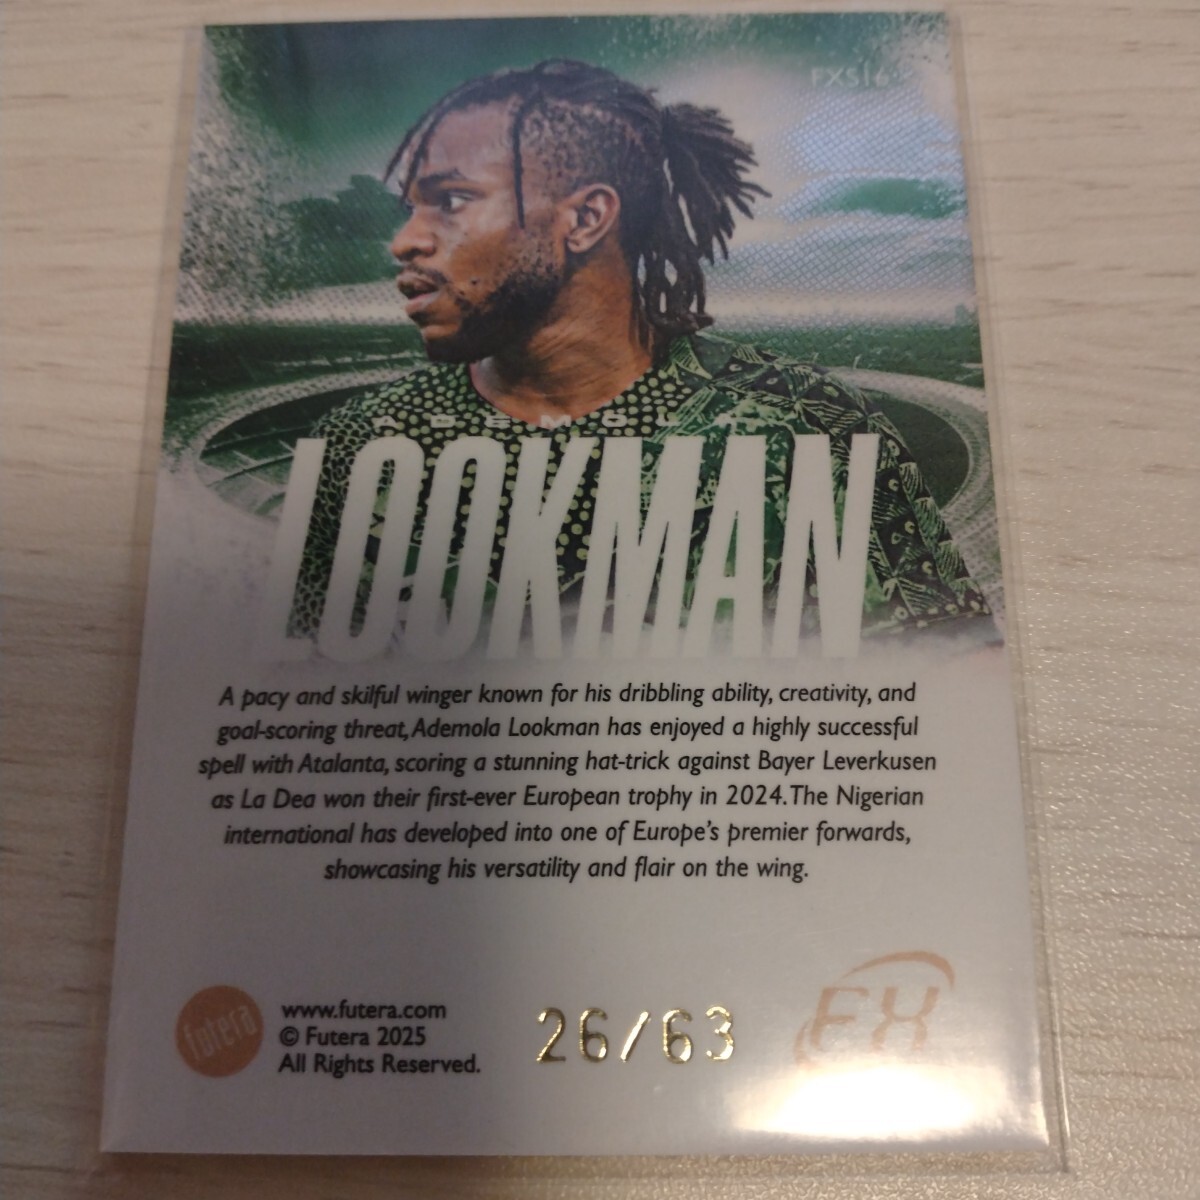 FXS16
ADEMOLA
LOOKMAN
A pacy and skilful winger known for his dribbling ability, creativity, and
goal-scoring threat, Ademola Lookman has enjoyed a highly successful
spell with Atalanta, scoring a stunning hat-trick against Bayer Leverkusen
as La Dea won their first-ever European trophy in 2024. The Nigerian
international has developed into one of Europe's premier forwards,
showcasing his versatility and flair on the wing.
futera
www.futera.com
© Futera 2025
All Rights Reserved.
26/63
FX